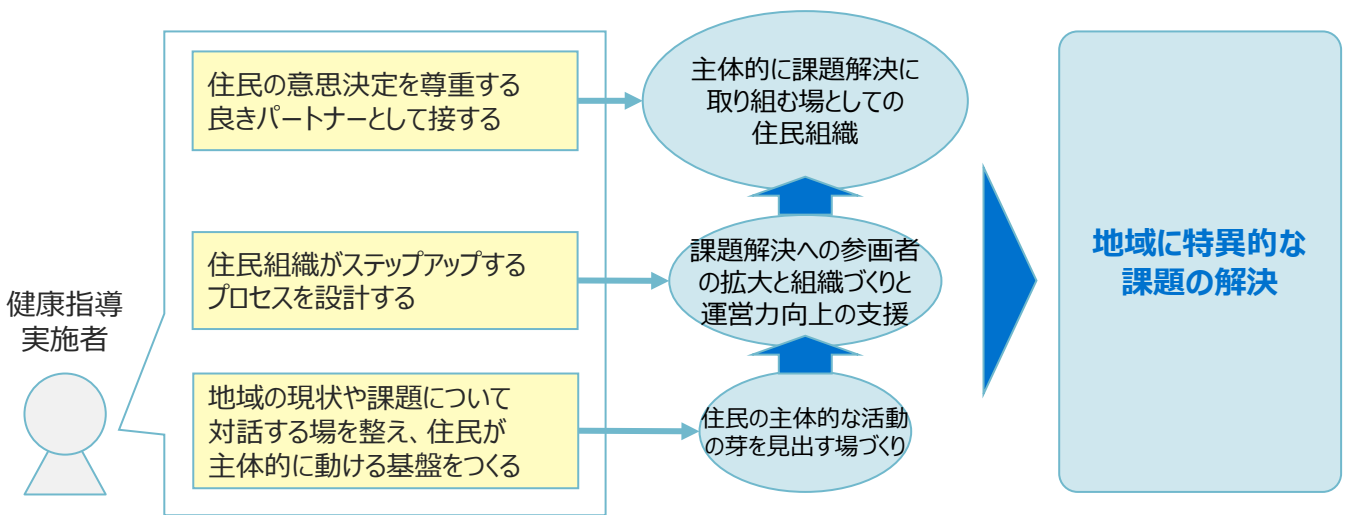 住民の意思決定を尊重する
良きパートナーとして接する
主体的に課題解決に
取り組む場としての
住民組織
住民組織がステップアップする
プロセスを設計する
課題解決への参画者
の拡大と組織づくりと
運営力向上の支援
地域に特異的な
課題の解決
健康指導
実施者
地域の現状や課題について
対話する場を整え、住民が
主体的に動ける基盤をつくる
住民の主体的な活動
の芽を見出す場づくり